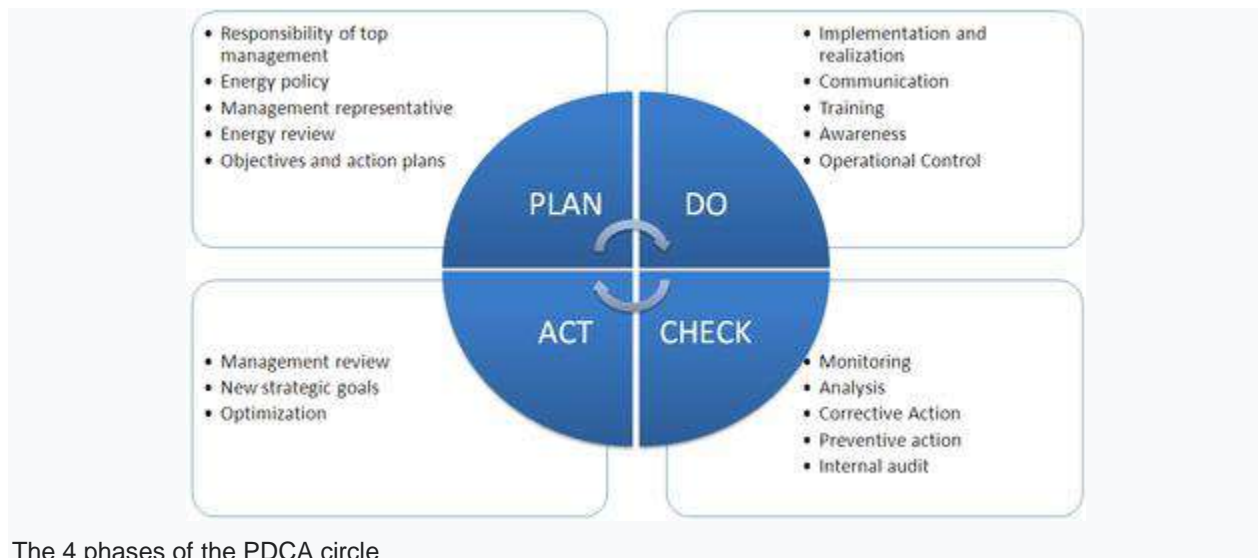 • Responsibility of top
management
• Energy policy
• Management representative
• Energy review
• Objectives and action plans
• Implementation and
realization
• Communication
• Training
• Awareness
• Operational Control
PLAN
DO
ACT
CHECK
• Management review
• New strategic goals
• Optimization
• Monitoring
• Analysis
• Corrective Action
• Preventive action
• Internal audit
The 4 phases of the PDCA circle